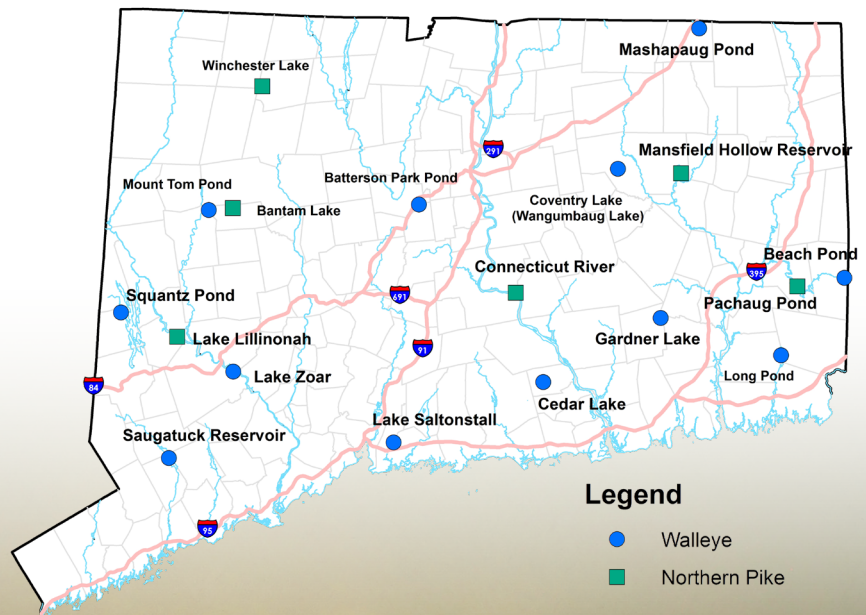 Mashapaug Pond
Winchester Lake
291
Mansfield Hollow Reservoir
Batterson Park Pond
Mount Tom Pond
Coventry Lake
(Wangumbaug Lake)
Bantam Lake
Beach Pond
Connecticut River
395
Squantz Pond
691
Pachaug Pond
Lake Lillinonah
Gardner Lake
91
Lake Zoar
Long Pond
84
Cedar Lake
Lake Saltonstall
Saugatuck Reservoir
95
Legend
Walleye
Northern Pike